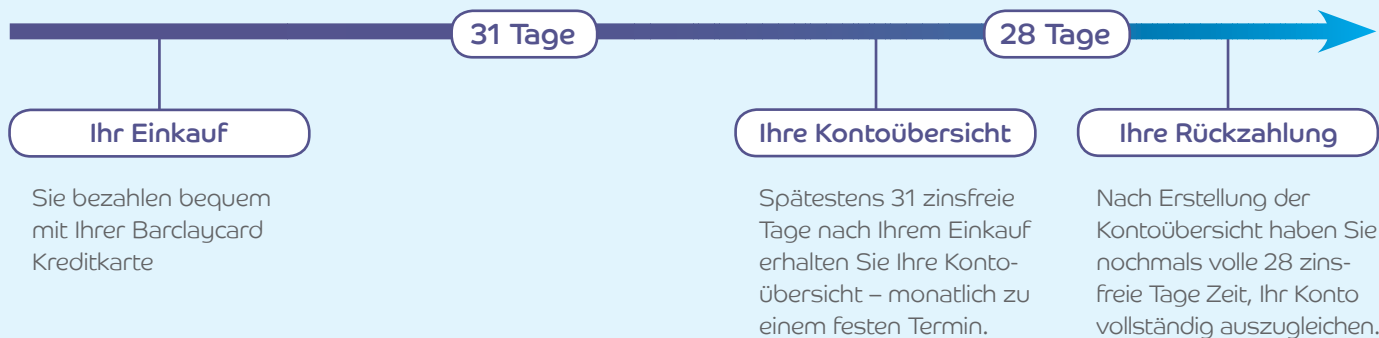 31 Tage
28 Tage
Ihr Einkauf
Sie bezahlen bequem
mit Ihrer Barclaycard
Kreditkarte
Ihre Kontoübersicht
Spätestens 31 zinsfreie
Tage nach Ihrem Einkauf
erhalten Sie Ihre Konto-
übersicht – monatlich zu
einem festen Termin.
Ihre Rückzahlung
Nach Erstellung der
Kontoübersicht haben Sie
nochmals volle 28 zins-
freie Tage Zeit, Ihr Konto
vollständig auszugleichen.